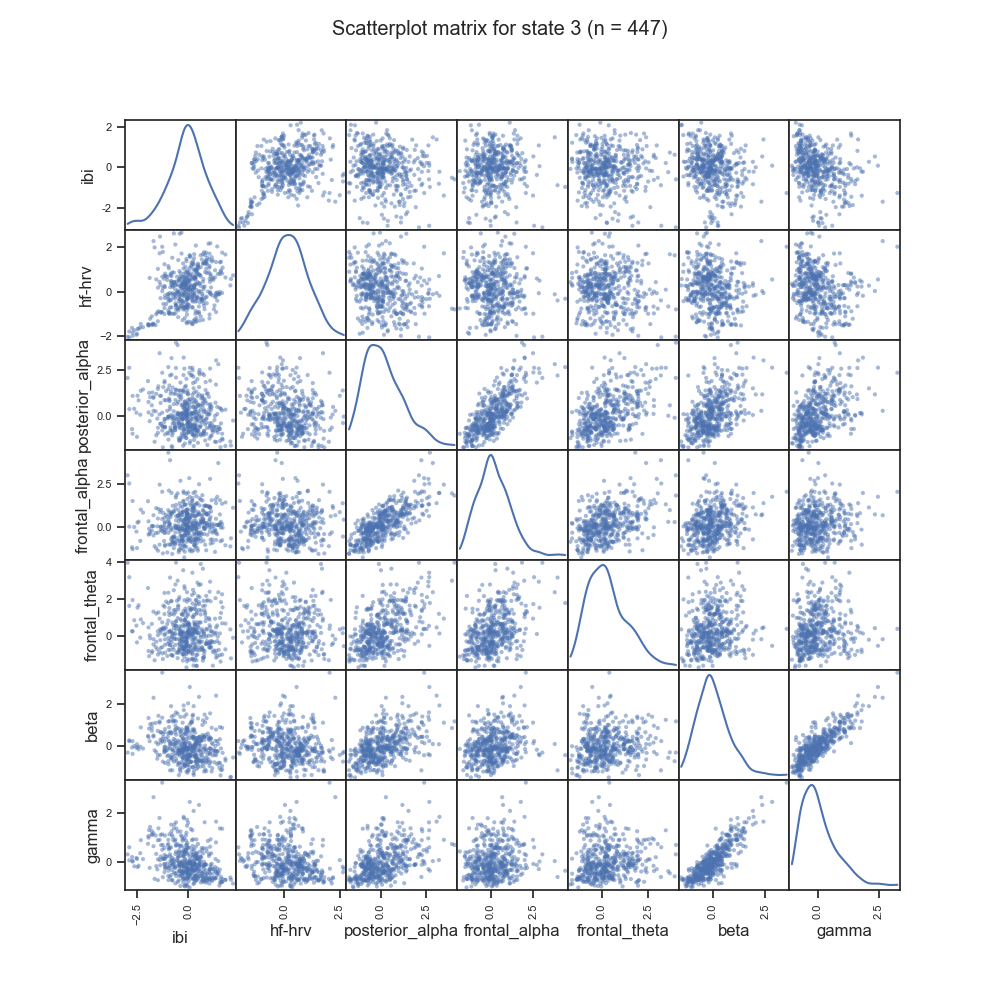 Scatterplot matrix for state 3 (n = 447)
ibi
2
0
-2
hf-hrv
2
0
−2
posterior_alpha
2.5
0.0
frontal_alpha
2.5
0.0
frontal_theta
4
2
0
beta
2
0
gamma
2
0
−2.5 0.0 0.0 2.5 0.0 2.5 0.0 2.5 0.0 2.5 0.0 2.5 0.0 2.5
ibi hf-hrv posterior_alpha frontal_alpha frontal_theta beta gamma